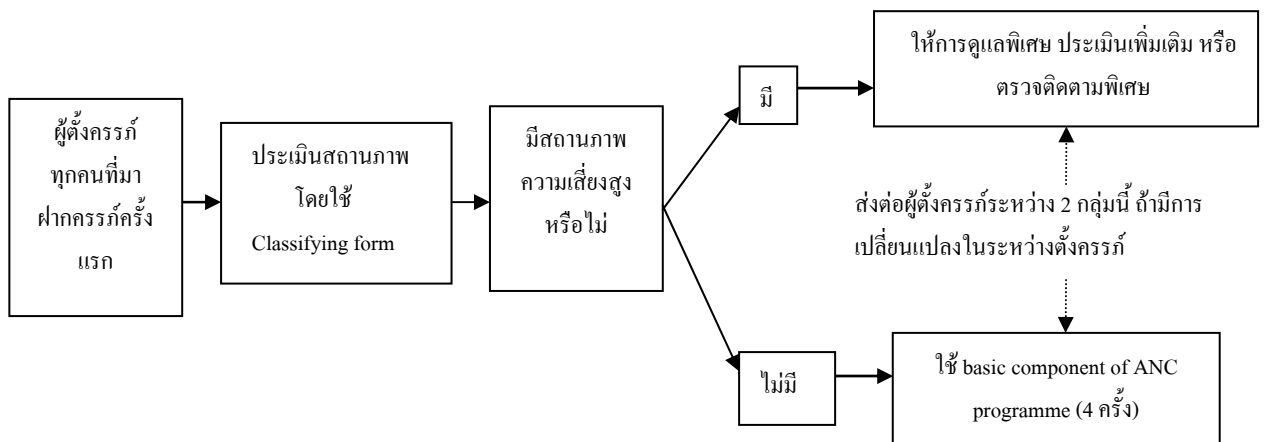 ผู้ตั้งครรภ์
ทุกคนที่มา
ฝากครรภ์ครั้ง
แรก
ประเมินสถานภาพ
โดยใช้
Classifying form
มีสถานภาพ
ความเสี่ยงสูง
หรือไม่
มี
ให้การดูแลพิเศษ ประเมินเพิ่มเติม หรือ
ตรวจติดตามพิเศษ
ส่งต่อผู้ตั้งครรภ์ระหว่าง 2 กลุ่มนี้ ถ้ามีการ
เปลี่ยนแปลงในระหว่างตั้งครรภ์
ไม่มี
ใช้ basic component of ANC
programme (4 ครั้ง)